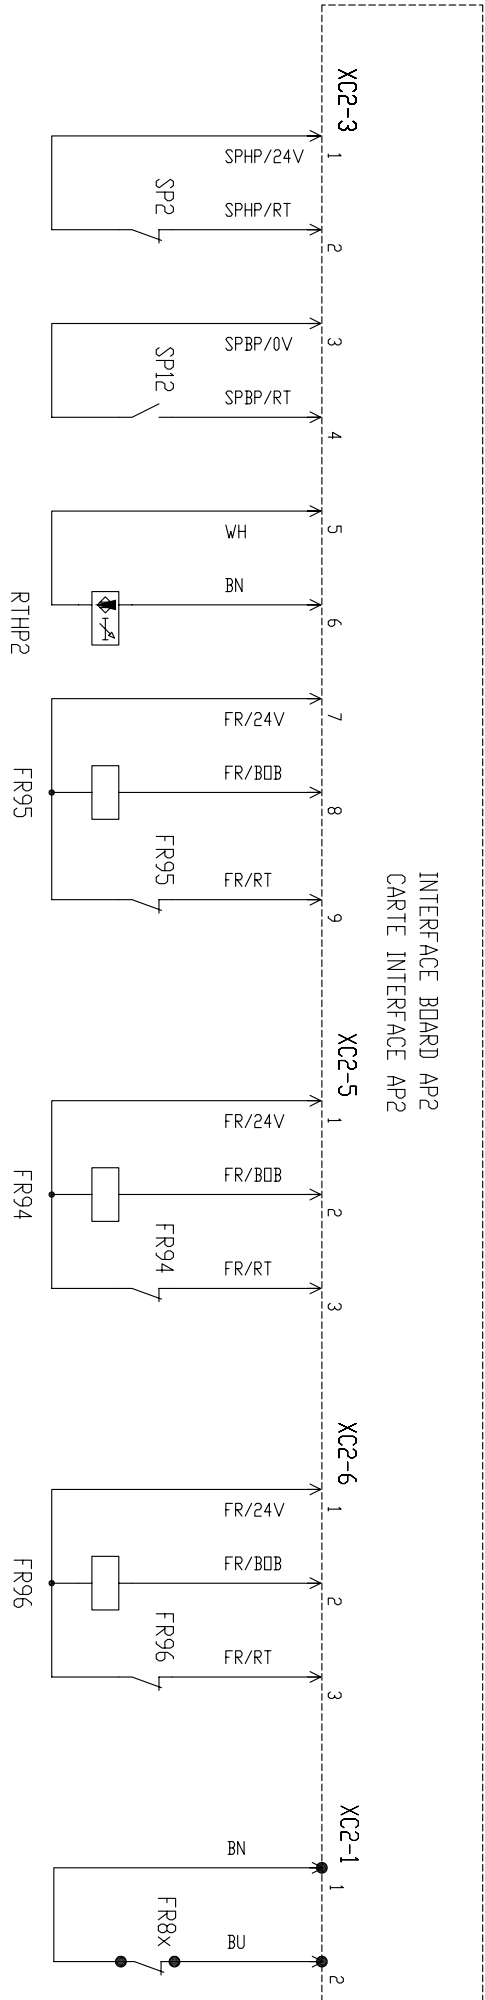 XC2-3
1
SPHP/24V
SP2
SPHP/RT
2
3
SPBP/0V
SP12
SPBP/RT
4
5
WH
BN
6
RTHP2
7
FR/24V
FR/BOB
8
FR95
FR95
FR/RT
9
INTERFACE BOARD AP2
CARTE INTERFACE AP2
XC2-5
1
FR/24V
FR/BOB
2
FR94
FR94
FR/RT
3
XC2-6
1
FR/24V
FR/BOB
2
FR96
FR96
FR/RT
3
XC2-1
BN
1
FR8x
BU
2